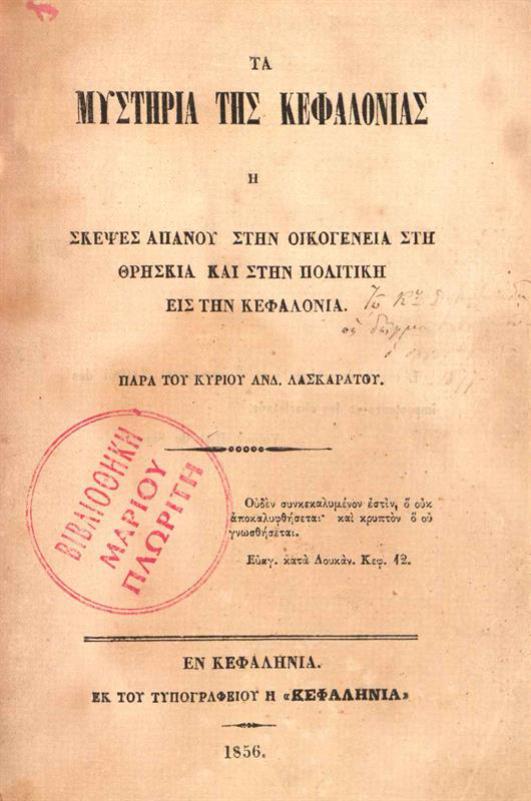 ΤΑ
ΜΥΣΤΗΡΙΑ ΤΗΣ ΚΕΦΑΛΟΝΙΑΣ
Η
ΣΚΕΨΕΣ ΑΠΑΝΟΥ ΣΤΗΝ ΟΙΚΟΓΕΝΕΙΑ ΣΤΗ
ΘΡΗΣΚΙΑ ΚΑΙ ΣΤΗΝ ΠΟΛΙΤΙΚΗ
ΕΙΣ ΤΗΝ ΚΕΦΑΛΟΝΙΑ.
ΠΑΡΑ ΤΟΥ ΚΥΡΙΟΥ ΑΝΔ. ΛΑΣΚΑΡΑΤΟΥ.
ΒΙΒΛΙΟΘΗΚΗ
ΜΑΡΙΟΥ
ΠΛΩΡΙΤΗ
Οὐδὲν συνκεκαλυμένον ἐστὶν, ὃ οὐκ
ἀποκαλυφθήσεται· καὶ κρυπτὸν ὃ οὐ
γνωσθήσεται.
Εὐαγ. κατὰ Λουκᾶν. Κεφ. 12.
ΕΝ ΚΕΦΑΛΗΝΙΑ.
ΕΚ ΤΟΥ ΤΥΠΟΓΡΑΦΕΙΟΥ Η «ΚΕΦΑΛΗΝΙΑ»
1856.